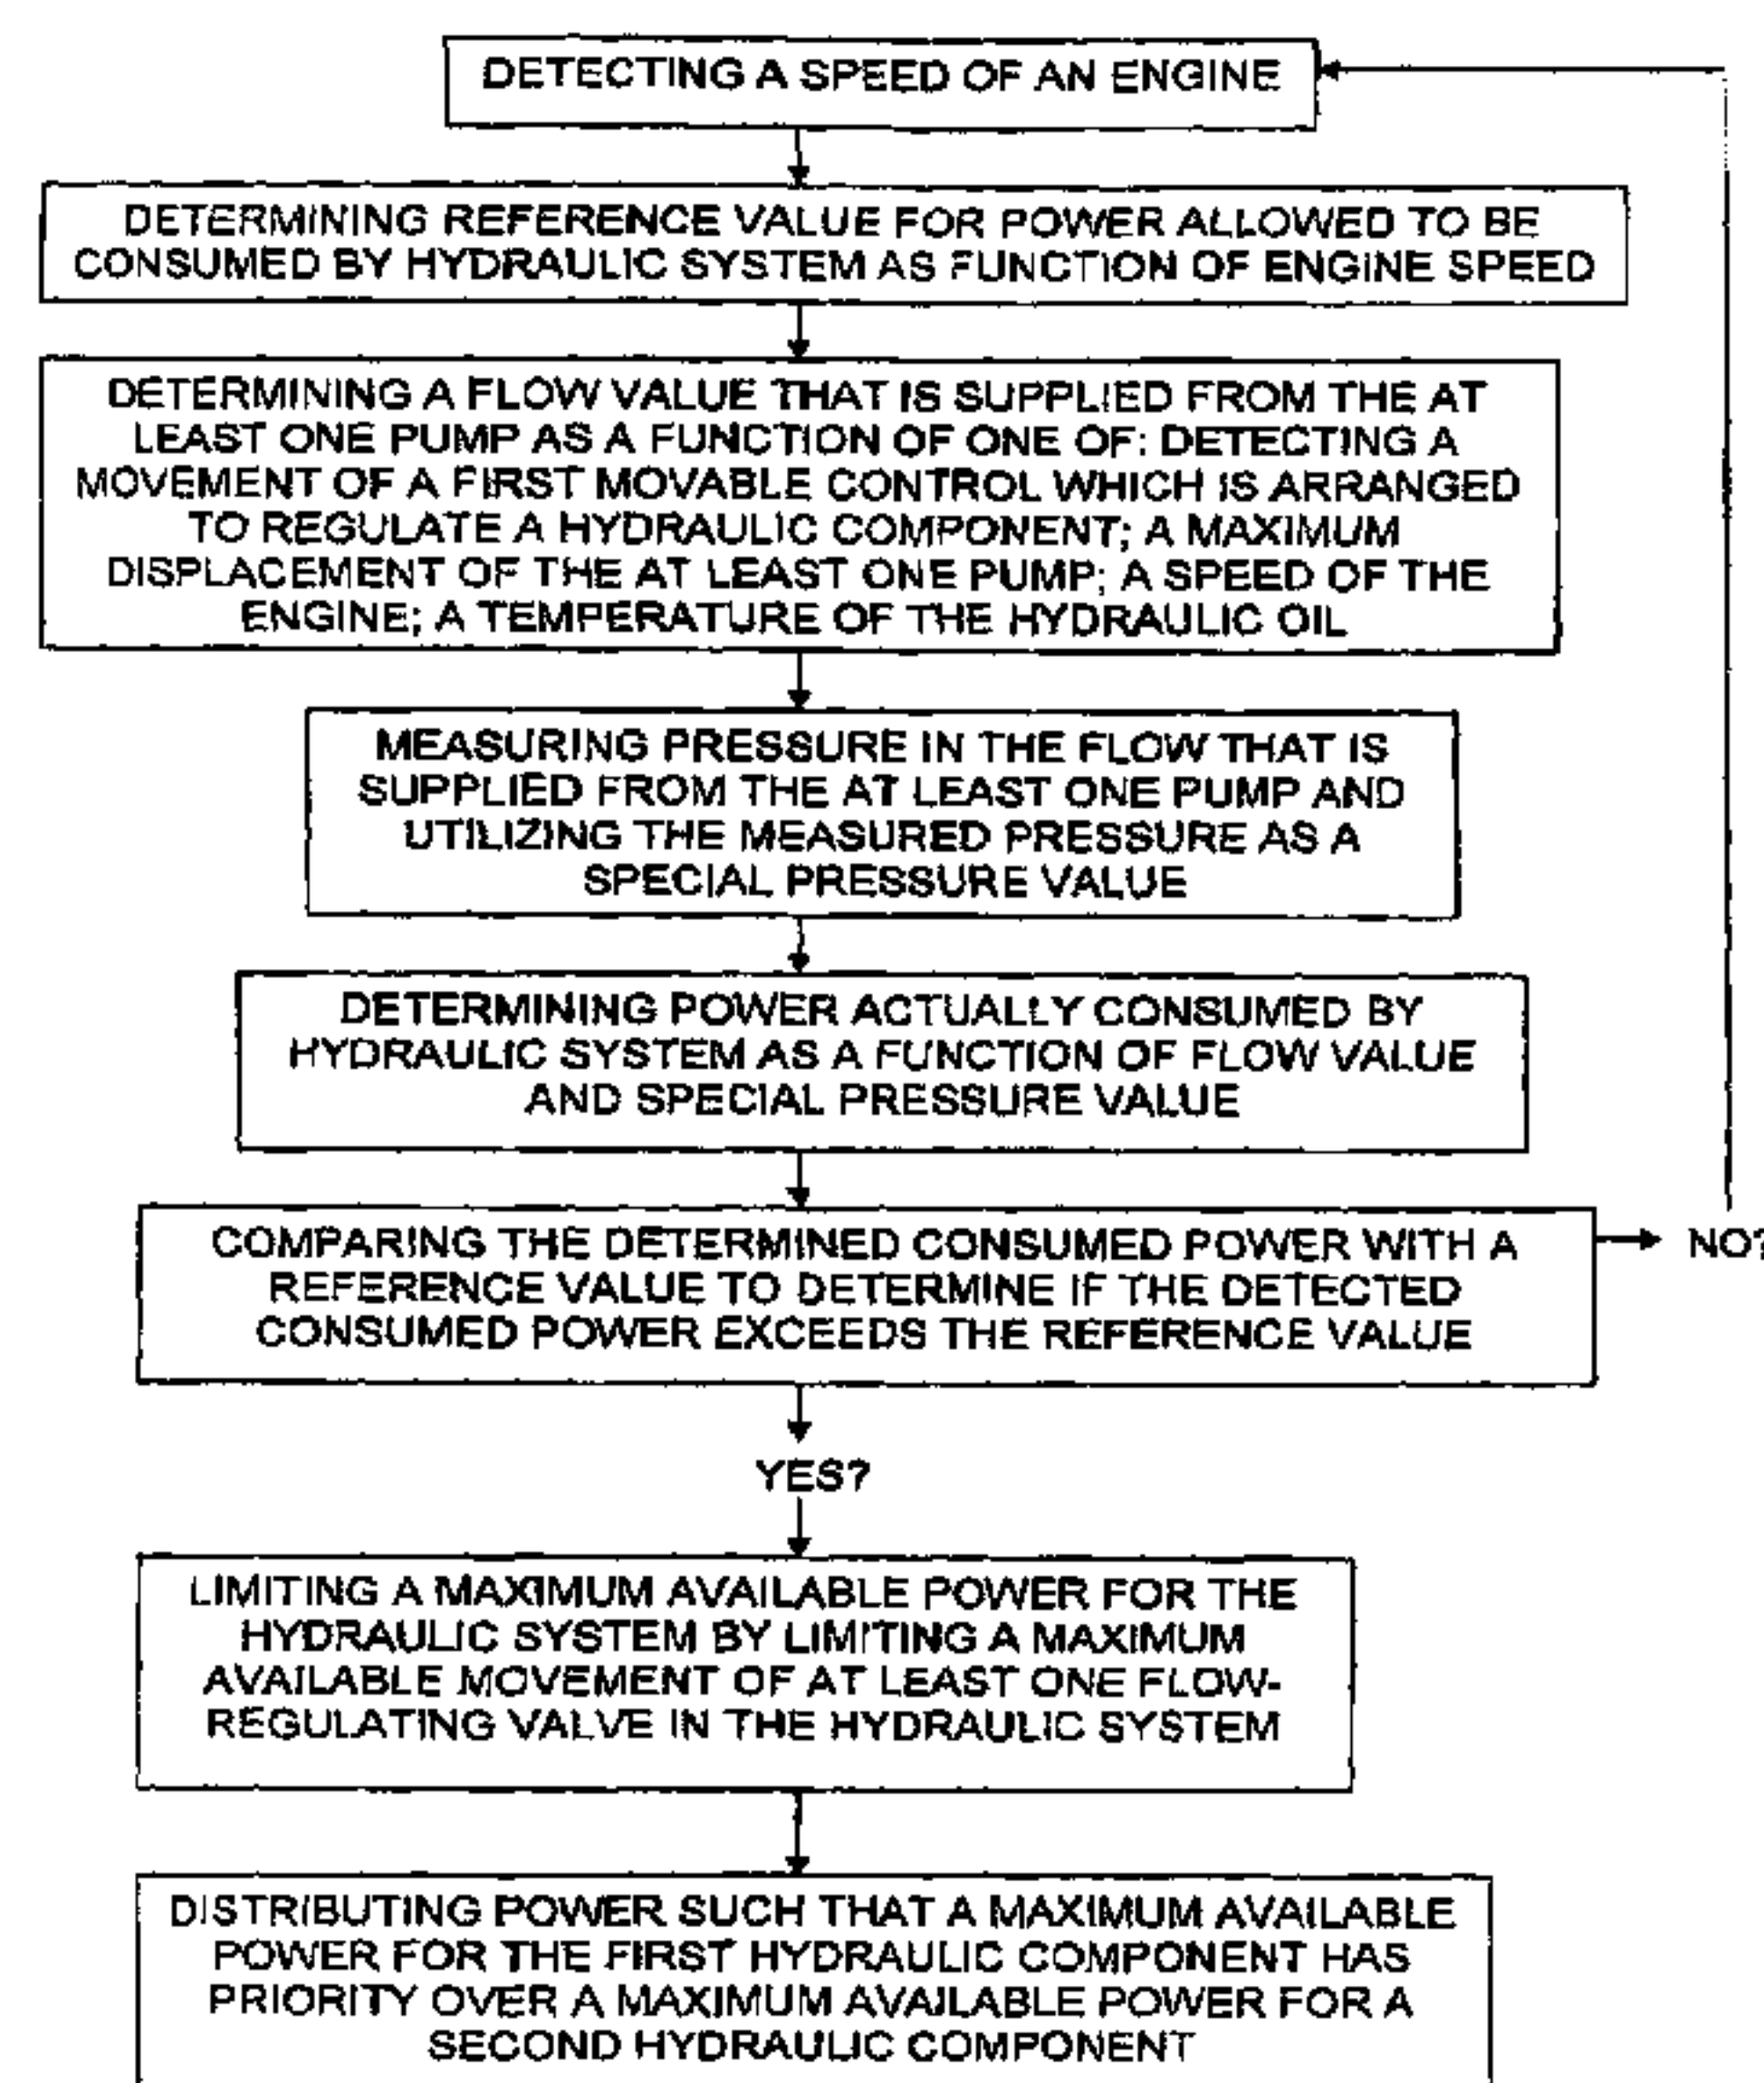 DETECTING A SPEED OF AN ENGINE
DETERMINING REFERENCE VALUE FOR POWER ALLOWED TO BE
CONSUMED BY HYDRAULIC SYSTEM AS FUNCTION OF ENGINE SPEED
DETERMINING A FLOW VALUE THAT IS SUPPLIED FROM THE AT
LEAST ONE PUMP AS A FUNCTION OF ONE OF: DETECTING A
MOVEMENT OF A FIRST MOVABLE CONTROL WHICH IS ARRANGED
TO REGULATE A HYDRAULIC COMPONENT; A MAXIMUM
DISPLACEMENT OF THE AT LEAST ONE PUMP; A SPEED OF THE
ENGINE; A TEMPERATURE OF THE HYDRAULIC OIL
MEASURING PRESSURE IN THE FLOW THAT IS
SUPPLIED FROM THE AT LEAST ONE PUMP AND
UTILIZING THE MEASURED PRESSURE AS A
SPECIAL PRESSURE VALUE
DETERMINING POWER ACTUALLY CONSUMED BY
HYDRAULIC SYSTEM AS A FUNCTION OF FLOW VALUE
AND SPECIAL PRESSURE VALUE
COMPARING THE DETERMINED CONSUMED POWER WITH A
REFERENCE VALUE TO DETERMINE IF THE DETECTED
CONSUMED POWER EXCEEDS THE REFERENCE VALUE
NO?
YES?
LIMITING A MAXIMUM AVAILABLE POWER FOR THE
HYDRAULIC SYSTEM BY LIMITING A MAXIMUM
AVAILABLE MOVEMENT OF AT LEAST ONE FLOW-
REGULATING VALVE IN THE HYDRAULIC SYSTEM
DISTRIBUTING POWER SUCH THAT A MAXIMUM AVAILABLE
POWER FOR THE FIRST HYDRAULIC COMPONENT HAS
PRIORITY OVER A MAXIMUM AVAILABLE POWER FOR A
SECOND HYDRAULIC COMPONENT